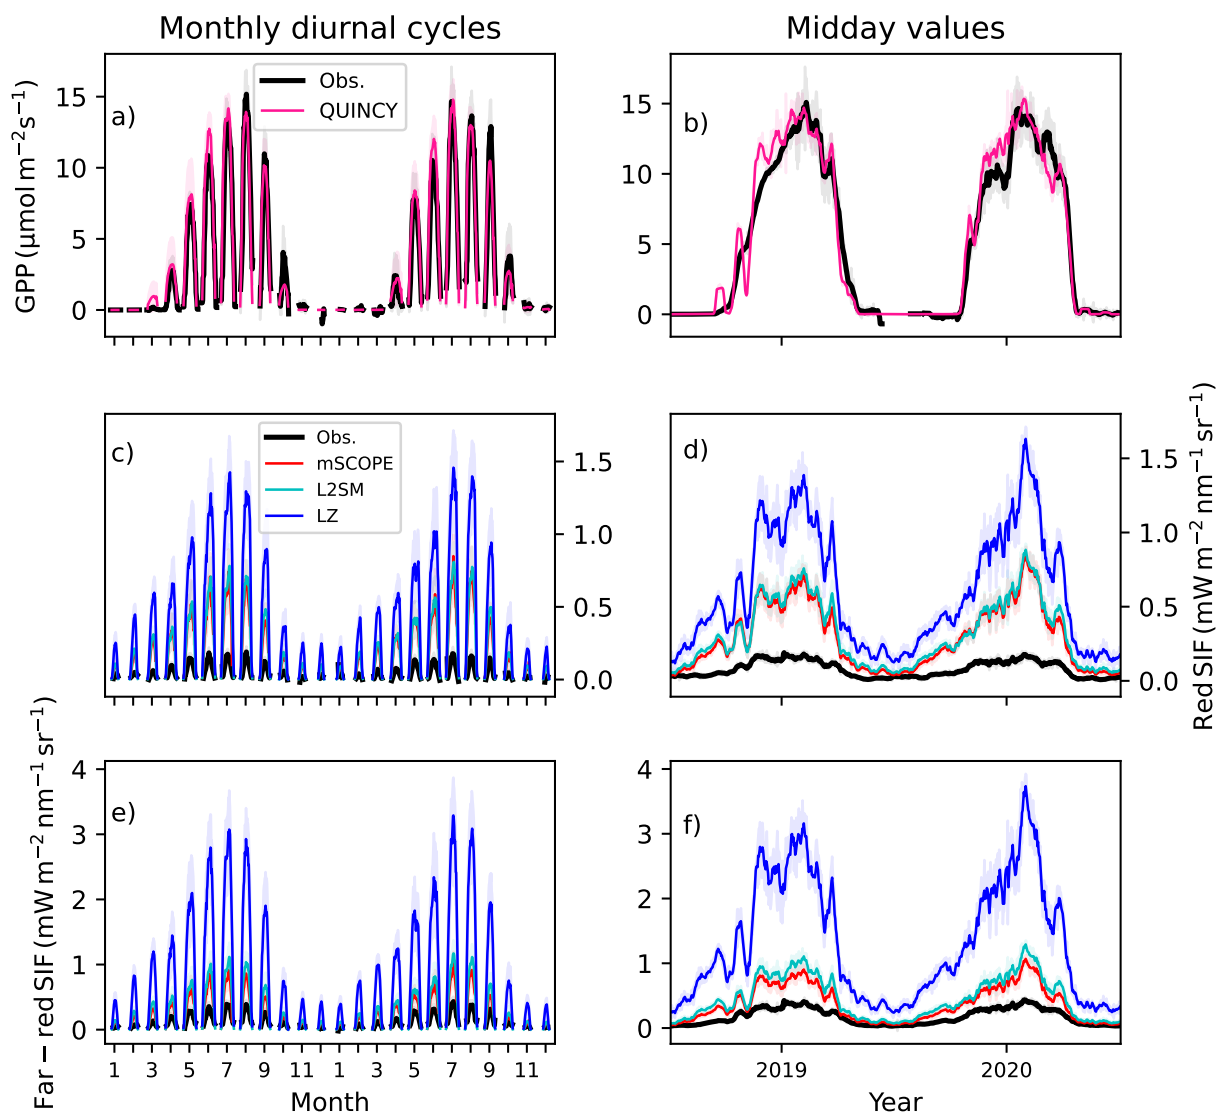 Monthly diurnal cycles
Midday values
GPP (μmol m⁻²s⁻¹)
15
10
5
0
a)
Obs.
QUINCY
15
10
5
0
b)
c)
Obs.
mSCOPE
L2SM
LZ
1.5
1.0
0.5
0.0
d)
1.5
1.0
0.5
0.0
Red SIF (mW m⁻² nm⁻¹ sr⁻¹)
Far − red SIF (mW m⁻² nm⁻¹ sr⁻¹)
4
3
2
1
0
e)
1 3 5 7 9 11 1 3 5 7 9 11
Month
4
3
2
1
0
f)
2019 2020
Year